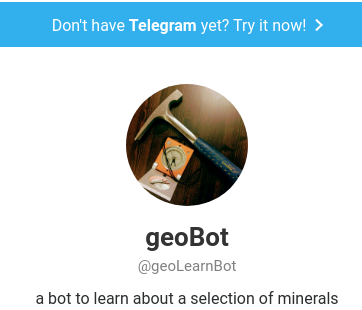 Don't have Telegram yet? Try it now!
geoBot
@geoLearnBot
a bot to learn about a selection of minerals